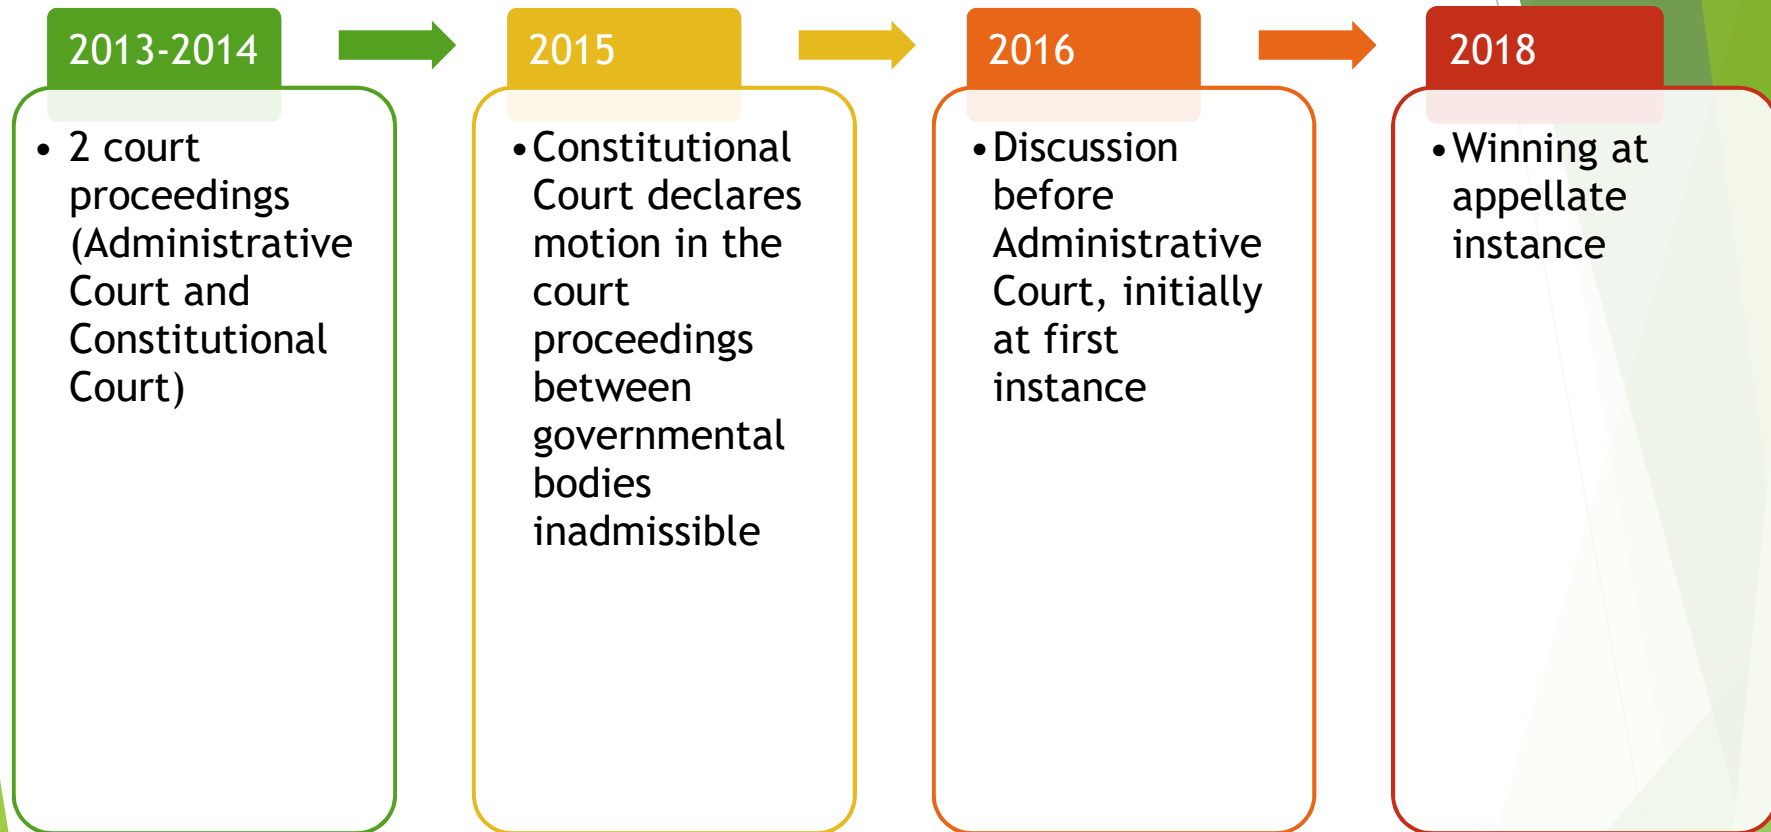 2013-2014
• 2 court
proceedings
(Administrative
Court and
Constitutional
Court)
2015
•Constitutional
Court declares
motion in the
court
proceedings
between
governmental
bodies
inadmissible
2016
•Discussion
before
Administrative
Court, initially
at first
instance
2018
•Winning at
appellate
instance